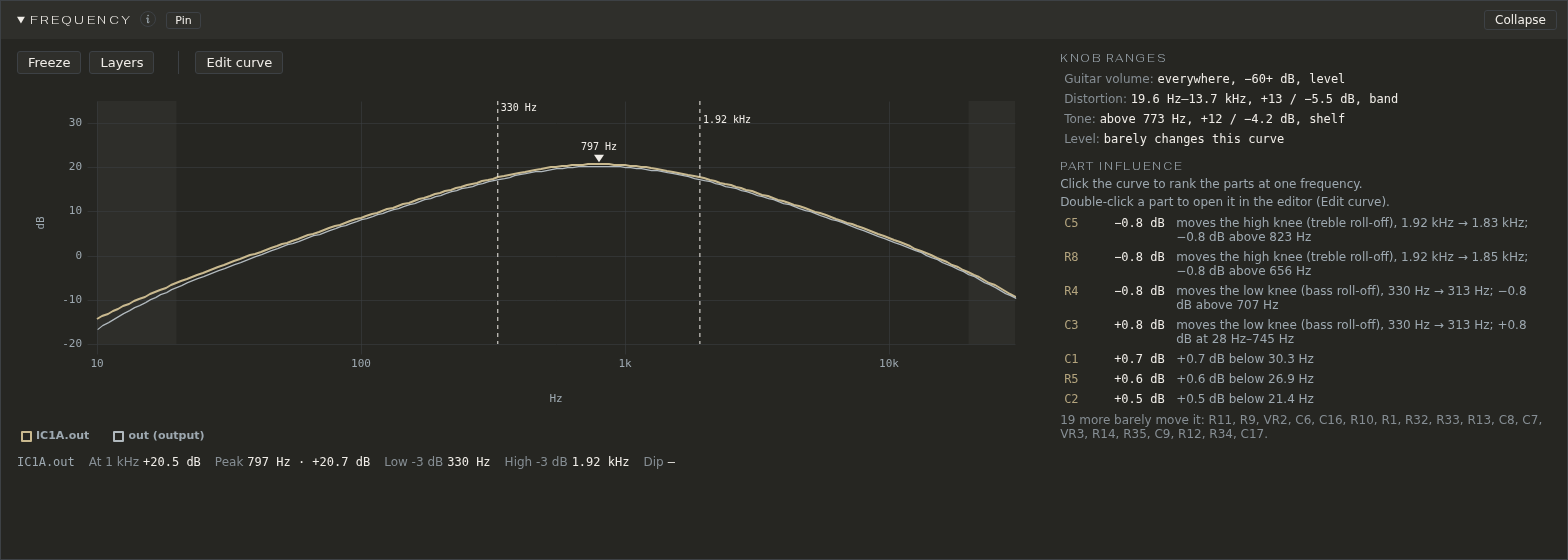 ▼ FREQUENCY i Pin Collapse
Freeze Layers Edit curve
330 Hz
1.92 kHz
797 Hz
30
20
10
0
-10
-20
dB
10 100 1k 10k
Hz
IC1A.out out (output)
IC1A.out At 1 kHz +20.5 dB Peak 797 Hz · +20.7 dB Low -3 dB 330 Hz High -3 dB 1.92 kHz Dip —
KNOB RANGES
Guitar volume: everywhere, −60+ dB, level
Distortion: 19.6 Hz–13.7 kHz, +13 / −5.5 dB, band
Tone: above 773 Hz, +12 / −4.2 dB, shelf
Level: barely changes this curve
PART INFLUENCE
Click the curve to rank the parts at one frequency.
Double-click a part to open it in the editor (Edit curve).
C5 −0.8 dB moves the high knee (treble roll-off), 1.92 kHz → 1.83 kHz;
−0.8 dB above 823 Hz
R8 −0.8 dB moves the high knee (treble roll-off), 1.92 kHz → 1.85 kHz;
−0.8 dB above 656 Hz
R4 −0.8 dB moves the low knee (bass roll-off), 330 Hz → 313 Hz; −0.8
dB above 707 Hz
C3 +0.8 dB moves the low knee (bass roll-off), 330 Hz → 313 Hz; +0.8
dB at 28 Hz–745 Hz
C1 +0.7 dB +0.7 dB below 30.3 Hz
R5 +0.6 dB +0.6 dB below 26.9 Hz
C2 +0.5 dB +0.5 dB below 21.4 Hz
19 more barely move it: R11, R9, VR2, C6, C16, R10, R1, R32, R33, R13, C8, C7,
VR3, R14, R35, C9, R12, R34, C17.